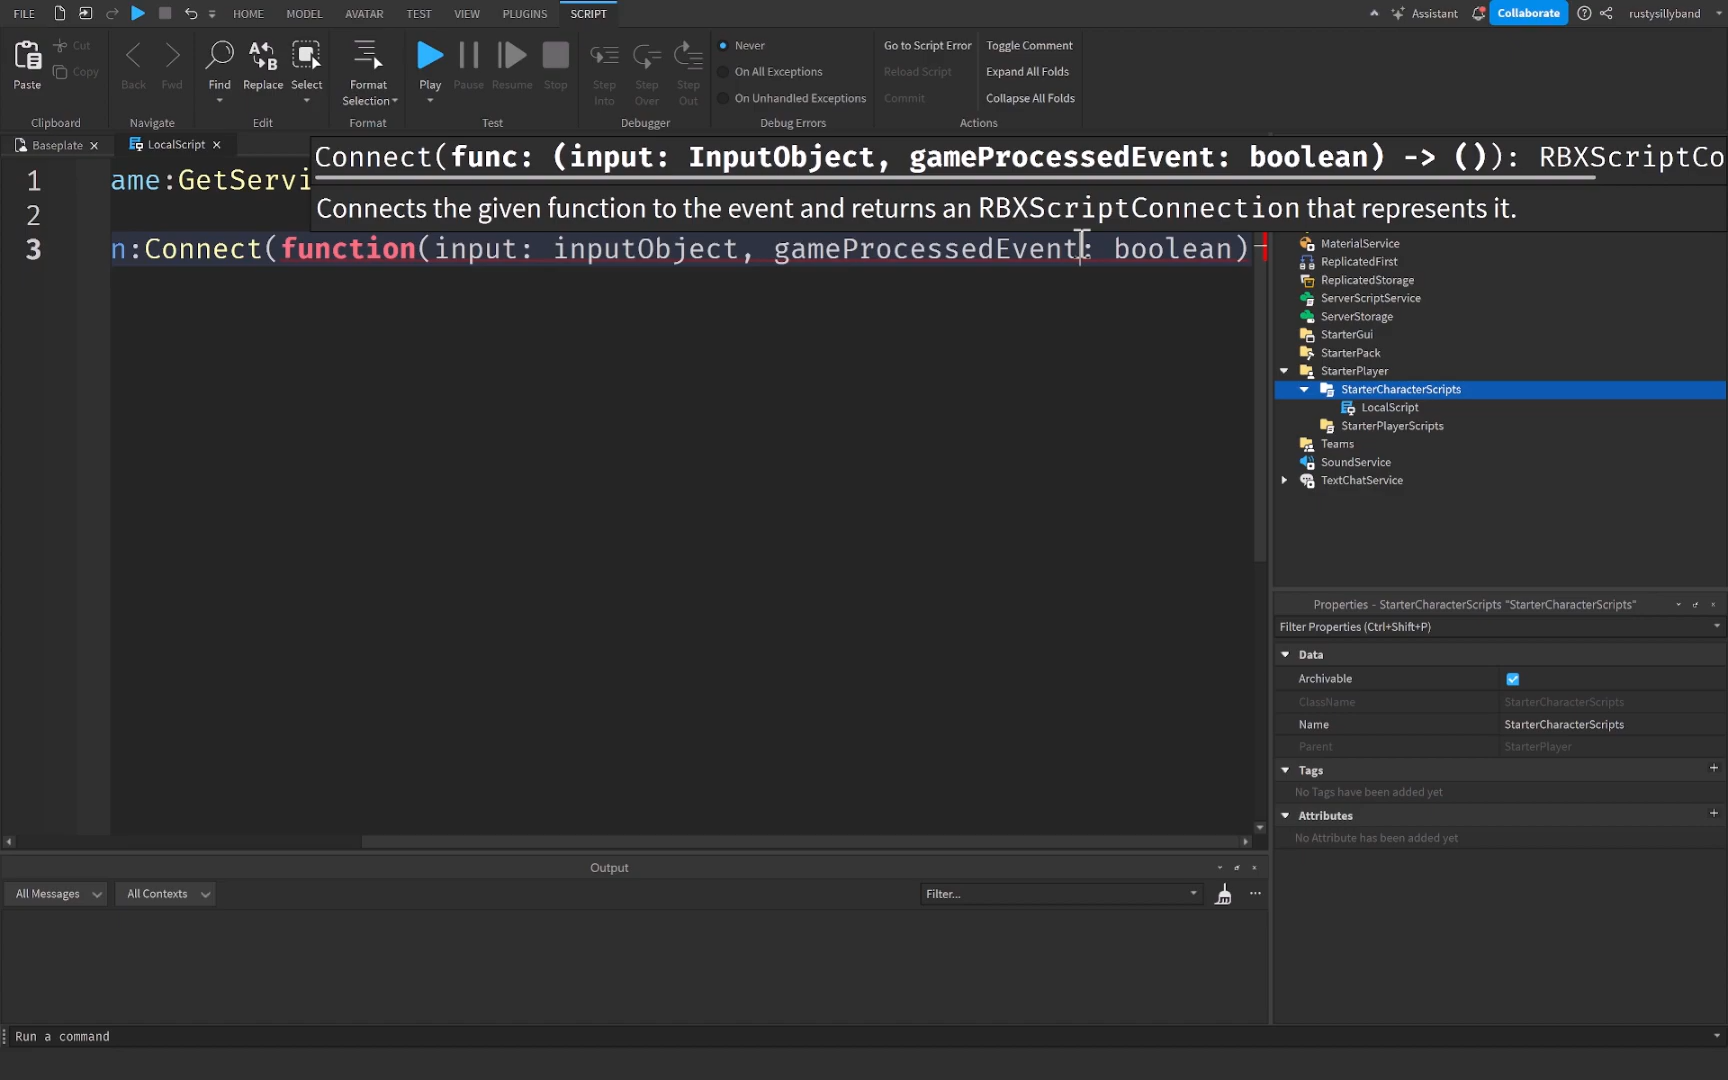 FILE HOME MODEL AVATAR TEST VIEW PLUGINS SCRIPT Assistant Collaborate rustysillyband
Paste Cut Copy Back Fwd Find Replace Select Format Selection Play Pause Resume Stop Step Into Step Over Step Out
Never Go to Script Error Toggle Comment
On All Exceptions Reload Script Expand All Folds
On Unhandled Exceptions Commit Collapse All Folds
Clipboard Navigate Edit Format Test Debugger Debug Errors Actions
Baseplate LocalScript
Connect(func: (input: InputObject, gameProcessedEvent: boolean) -> ()): RBXScriptCo
1 ame:GetServi
Connects the given function to the event and returns an RBXScriptConnection that represents it.
2
3 n:Connect(function(input: inputObject, gameProcessedEvent: boolean)
MaterialService
ReplicatedFirst
ReplicatedStorage
ServerScriptService
ServerStorage
StarterGui
StarterPack
StarterPlayer
StarterCharacterScripts
LocalScript
StarterPlayerScripts
Teams
SoundService
TextChatService
Properties - StarterCharacterScripts "StarterCharacterScripts"
Filter Properties (Ctrl+Shift+P)
Data
Archivable
ClassName StarterCharacterScripts
Name StarterCharacterScripts
Parent StarterPlayer
Tags
No Tags have been added yet
Attributes
No Attribute has been added yet
Output
All Messages All Contexts Filter...
Run a command